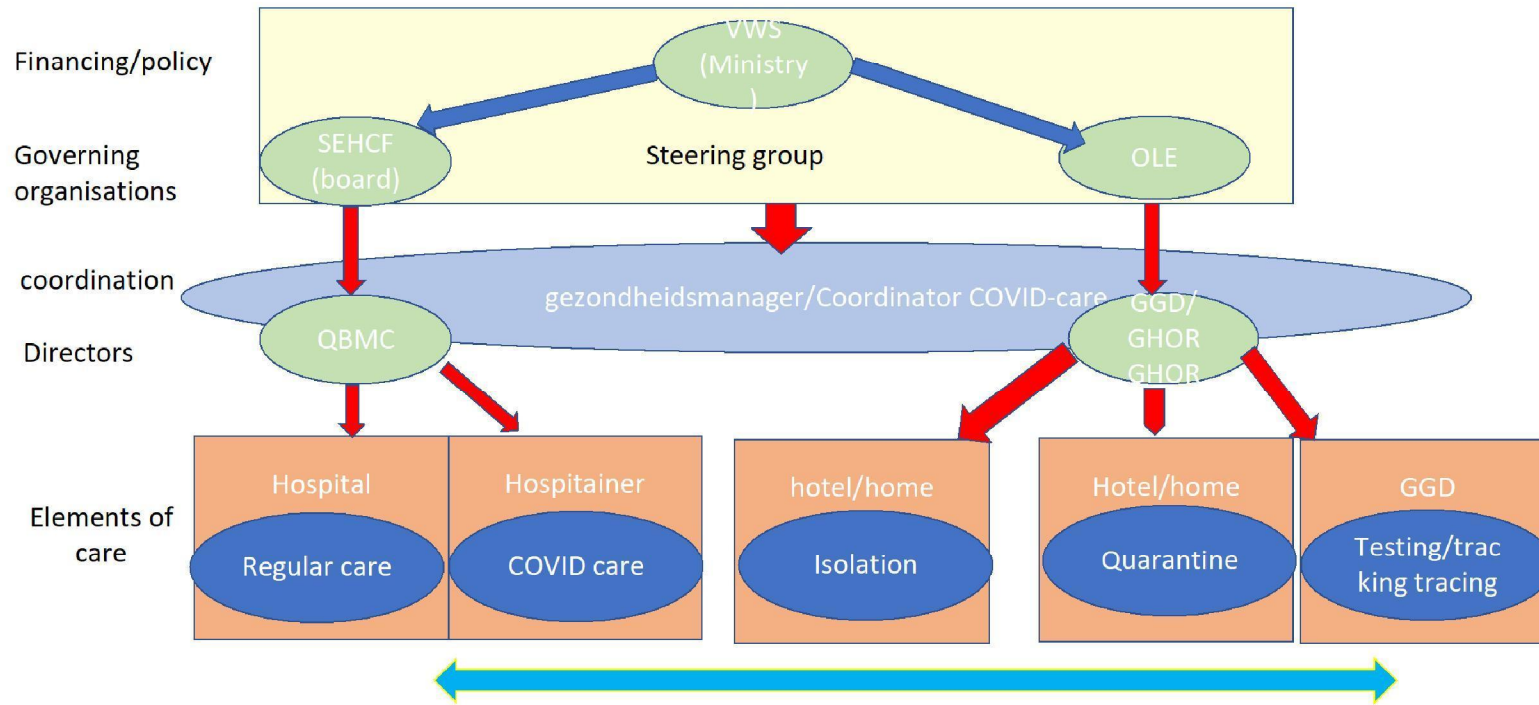 Financing/policy
VWS
(Ministry
)
Governing
organisations
SEHCF
(board)
Steering group
OLE
coordination
gezondheidsmanager/Coordinator COVID-care
Directors
QBMC
GGD/
GHOR
GHOR
Elements of
care
Hospital
Regular care
Hospitainer
COVID care
hotel/home
Isolation
Hotel/home
Quarantine
GGD
Testing/trac
king tracing